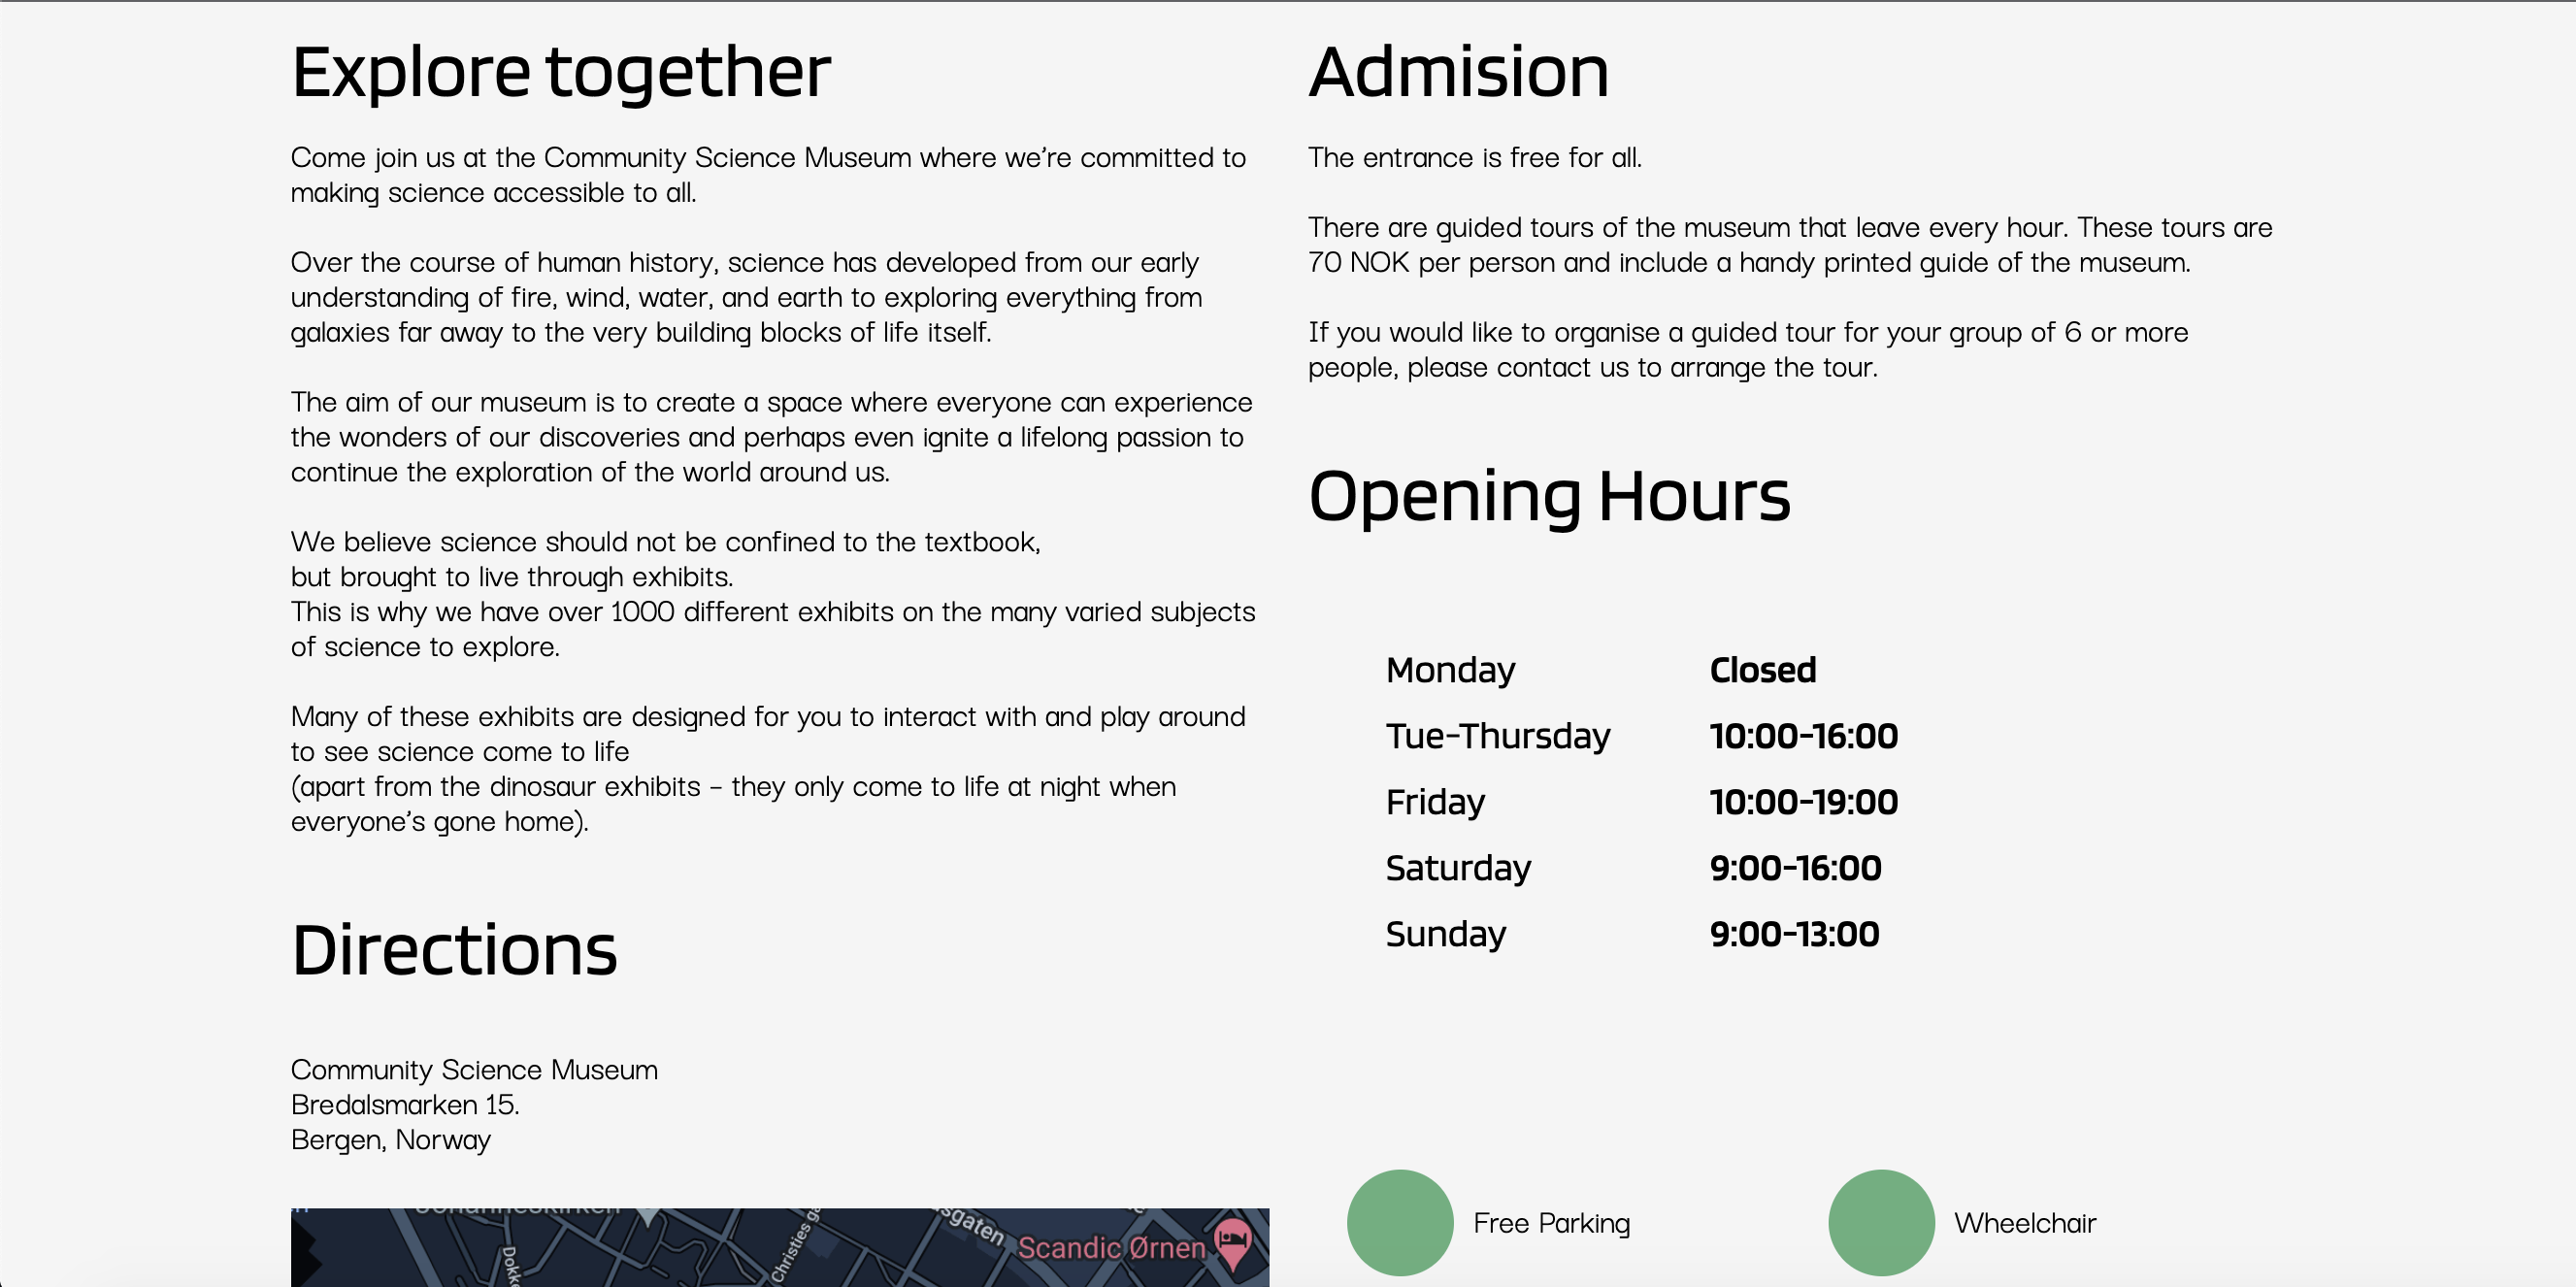 Explore together
Come join us at the Community Science Museum where we're committed to
making science accessible to all.
Over the course of human history, science has developed from our early
understanding of fire, wind, water, and earth to exploring everything from
galaxies far away to the very building blocks of life itself.
The aim of our museum is to create a space where everyone can experience
the wonders of our discoveries and perhaps even ignite a lifelong passion to
continue the exploration of the world around us.
We believe science should not be confined to the textbook,
but brought to live through exhibits.
This is why we have over 1000 different exhibits on the many varied subjects
of science to explore.
Many of these exhibits are designed for you to interact with and play around
to see science come to life
(apart from the dinosaur exhibits – they only come to life at night when
everyone's gone home).
Directions
Community Science Museum
Bredalsmarken 15.
Bergen, Norway
Scandic Ørnen
Admision
The entrance is free for all.
There are guided tours of the museum that leave every hour. These tours are
70 NOK per person and include a handy printed guide of the museum.
If you would like to organise a guided tour for your group of 6 or more
people, please contact us to arrange the tour.
Opening Hours
Monday Closed
Tue-Thursday 10:00-16:00
Friday 10:00-19:00
Saturday 9:00-16:00
Sunday 9:00-13:00
Free Parking
Wheelchair